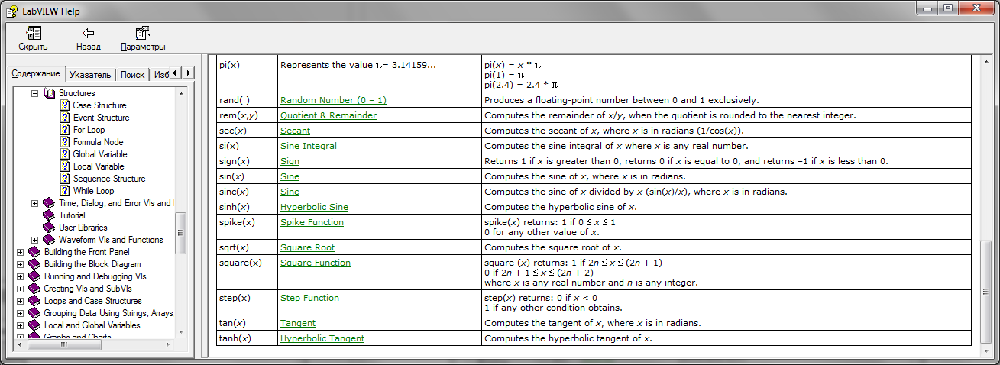 LabVIEW Help
Скрыть
Назад
Параметры
Содержание
Указатель
Поиск
Изб
Structures
Case Structure
Event Structure
For Loop
Formula Node
Global Variable
Local Variable
Sequence Structure
While Loop
Time, Dialog, and Error VIs and
Tutorial
User Libraries
Waveform VIs and Functions
Building the Front Panel
Building the Block Diagram
Running and Debugging VIs
Creating VIs and SubVIs
Loops and Case Structures
Grouping Data Using Strings, Arrays
Local and Global Variables
Graphs and Charts
pi(x) Represents the value π= 3.14159... pi(x) = x * π
pi(1) = π
pi(2.4) = 2.4 * π
rand( ) Random Number (0 – 1) Produces a floating-point number between 0 and 1 exclusively.
rem(x,y) Quotient & Remainder Computes the remainder of x/y, when the quotient is rounded to the nearest integer.
sec(x) Secant Computes the secant of x, where x is in radians (1/cos(x)).
si(x) Sine Integral Computes the sine integral of x where x is any real number.
sign(x) Sign Returns 1 if x is greater than 0, returns 0 if x is equal to 0, and returns –1 if x is less than 0.
sin(x) Sine Computes the sine of x, where x is in radians.
sinc(x) Sinc Computes the sine of x divided by x (sin(x)/x), where x is in radians.
sinh(x) Hyperbolic Sine Computes the hyperbolic sine of x.
spike(x) Spike Function spike(x) returns: 1 if 0 ≤ x ≤ 1
0 for any other value of x.
sqrt(x) Square Root Computes the square root of x.
square(x) Square Function square (x) returns: 1 if 2n ≤ x ≤ (2n + 1)
0 if 2n + 1 ≤ x ≤ (2n + 2)
where x is any real number and n is any integer.
step(x) Step Function step(x) returns: 0 if x < 0
1 if any other condition obtains.
tan(x) Tangent Computes the tangent of x, where x is in radians.
tanh(x) Hyperbolic Tangent Computes the hyperbolic tangent of x.